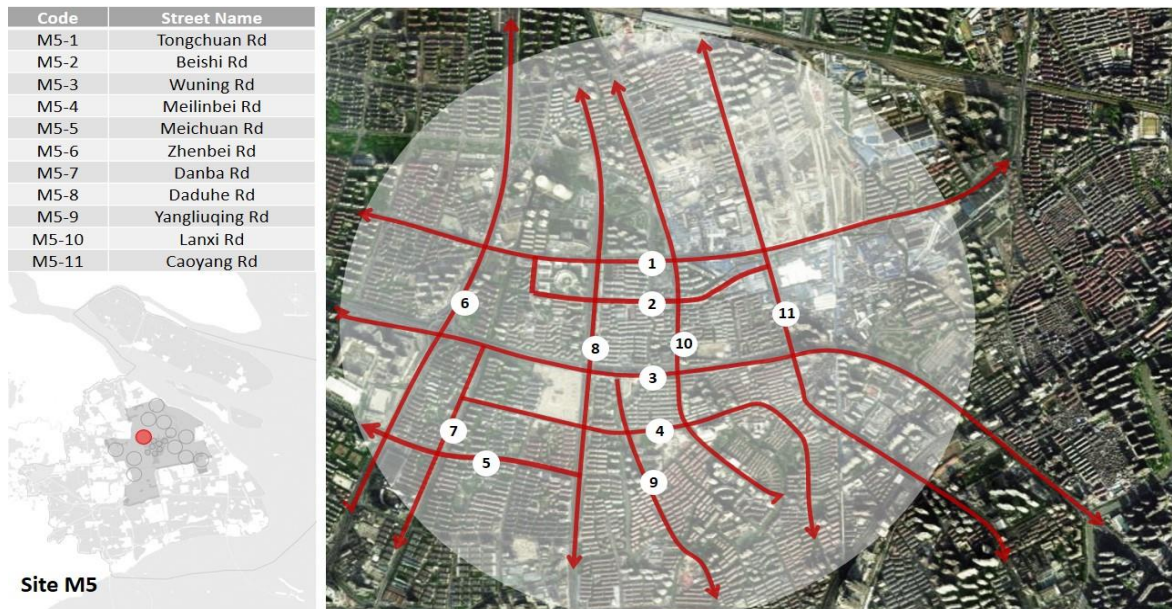 Code Street Name
M5-1 Tongchuan Rd
M5-2 Beishi Rd
M5-3 Wuning Rd
M5-4 Meilinbei Rd
M5-5 Meichuan Rd
M5-6 Zhenbei Rd
M5-7 Danba Rd
M5-8 Daduhe Rd
M5-9 Yangliuqing Rd
M5-10 Lanxi Rd
M5-11 Caoyang Rd
Site M5
1
2
6
11
10
8
3
4
7
5
9